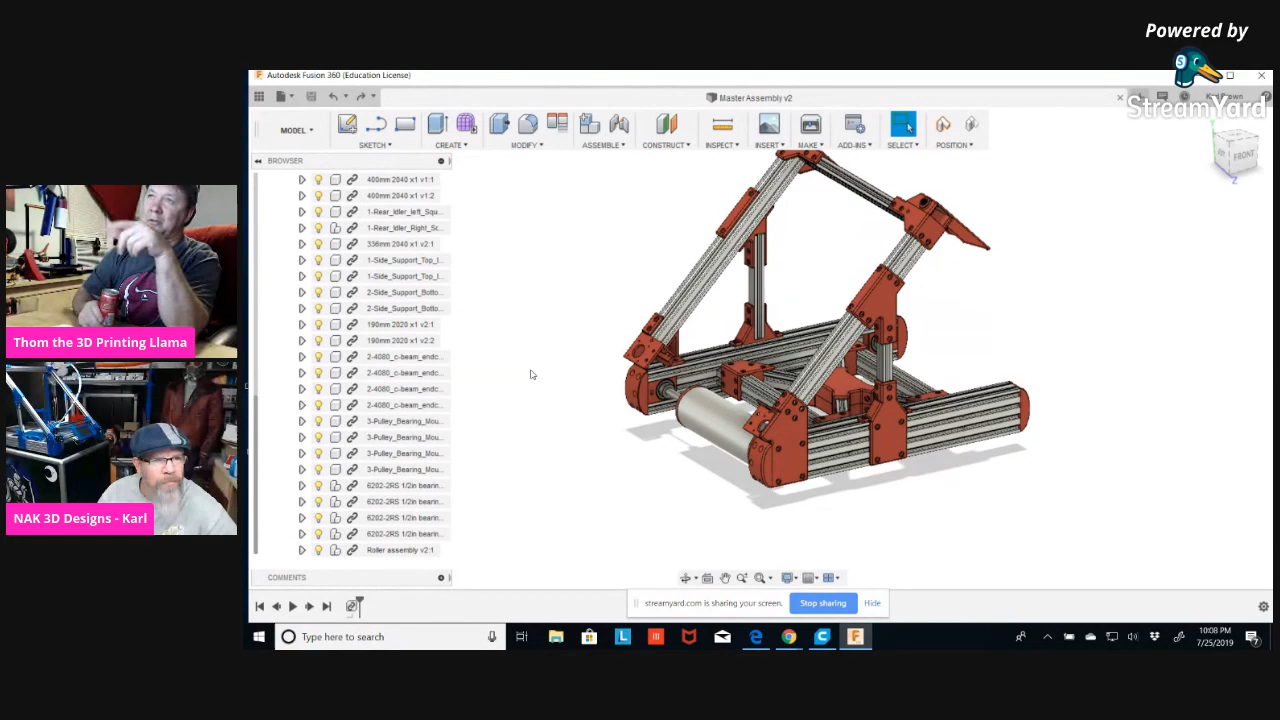 Powered by
StreamYard
Autodesk Fusion 360 (Education License)
Master Assembly v2
MODEL
SKETCH
CREATE
MODIFY
ASSEMBLE
CONSTRUCT
INSPECT
INSERT
MAKE
ADD-INS
SELECT
POSITION
BROWSER
FRONT
Z
400mm 2040 x1 v1:1
400mm 2040 x1 v1:2
1-Rear_Idler_left_Squ...
1-Rear_Idler_Right_Sc...
336mm 2040 x1 v2:1
1-Side_Support_Top_l...
1-Side_Support_Top_l...
2-Side_Support_Botto...
2-Side_Support_Botto...
190mm 2020 x1 v2:1
190mm 2020 x1 v2:2
2-4080_c-beam_endc...
2-4080_c-beam_endc...
2-4080_c-beam_endc...
2-4080_c-beam_endc...
3-Pulley_Bearing_Mou...
3-Pulley_Bearing_Mou...
3-Pulley_Bearing_Mou...
3-Pulley_Bearing_Mou...
6202-2RS 1/2in bearin...
6202-2RS 1/2in bearin...
6202-2RS 1/2in bearin...
6202-2RS 1/2in bearin...
Roller assembly v2:1
COMMENTS
Thom the 3D Printing Llama
NAK 3D Designs - Karl
streamyard.com is sharing your screen.
Stop sharing
Hide
Type here to search
10:08 PM
7/25/2019